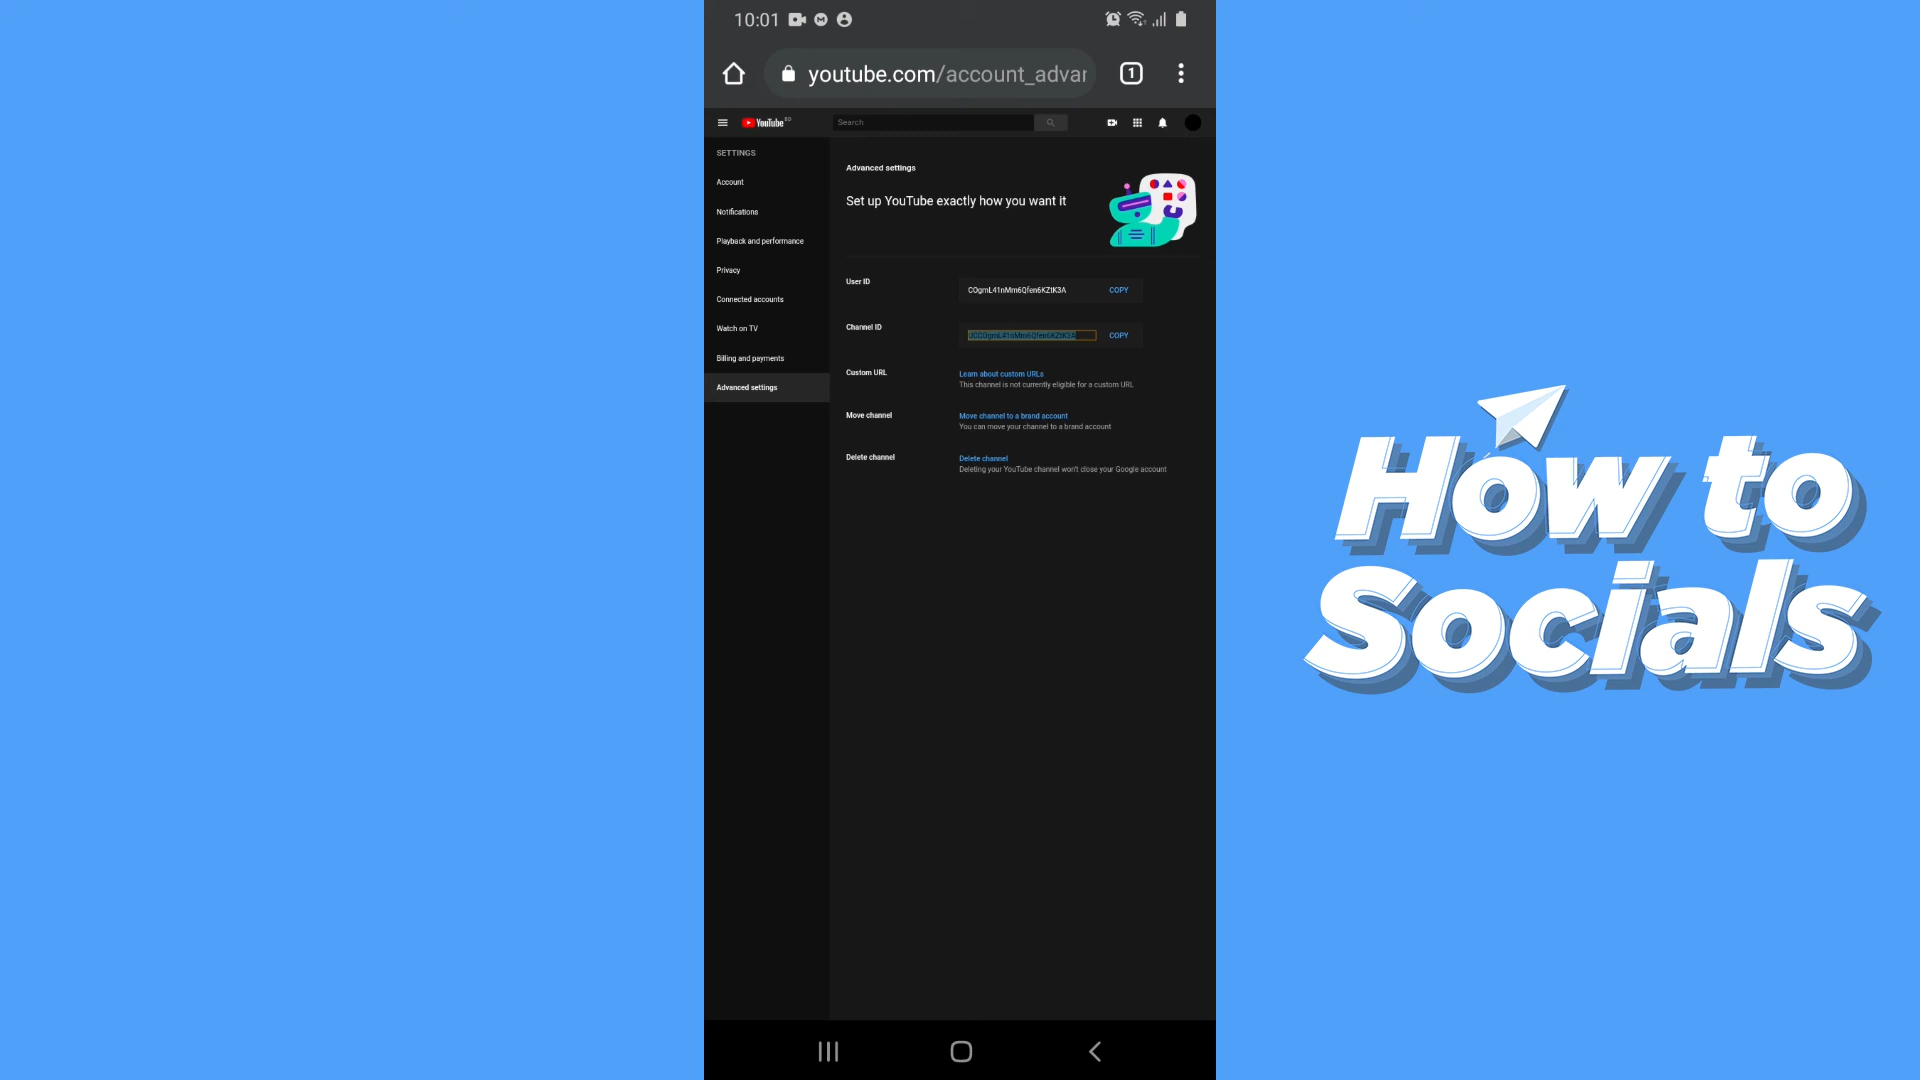 10:01
youtube.com/account_advar
1
YouTube BD
Search
SETTINGS
Account
Notifications
Playback and performance
Privacy
Connected accounts
Watch on TV
Billing and payments
Advanced settings
Advanced settings
Set up YouTube exactly how you want it
User ID
COgmL41nMm6Qfen6KZtK3A COPY
Channel ID
UCCOgmL41nMm6Qfen6KZtK3A COPY
Custom URL
Learn about custom URLs
This channel is not currently eligible for a custom URL
Move channel
Move channel to a brand account
You can move your channel to a brand account
Delete channel
Delete channel
Deleting your YouTube channel won't close your Google account
How to
Socials